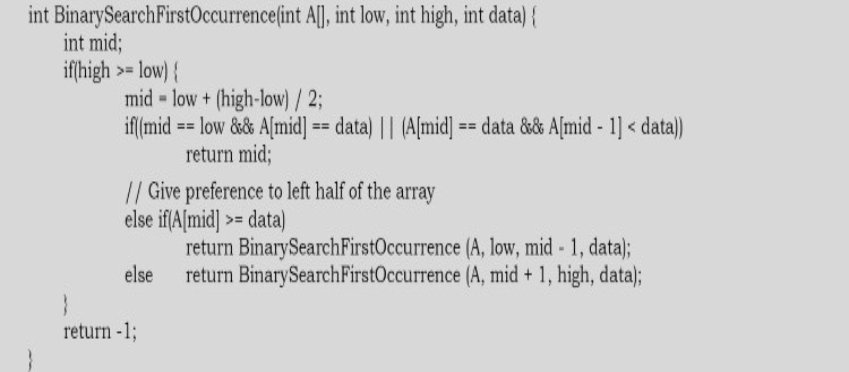 int BinarySearchFirstOccurrence(int A[], int low, int high, int data) {
int mid;
if(high >= low) {
mid = low + (high-low) / 2;
if((mid == low && A[mid] == data) || (A[mid] == data && A[mid - 1] < data))
return mid;
// Give preference to left half of the array
else if(A[mid] >= data)
return BinarySearchFirstOccurrence (A, low, mid - 1, data);
else return BinarySearchFirstOccurrence (A, mid + 1, high, data);
}
return -1;
}